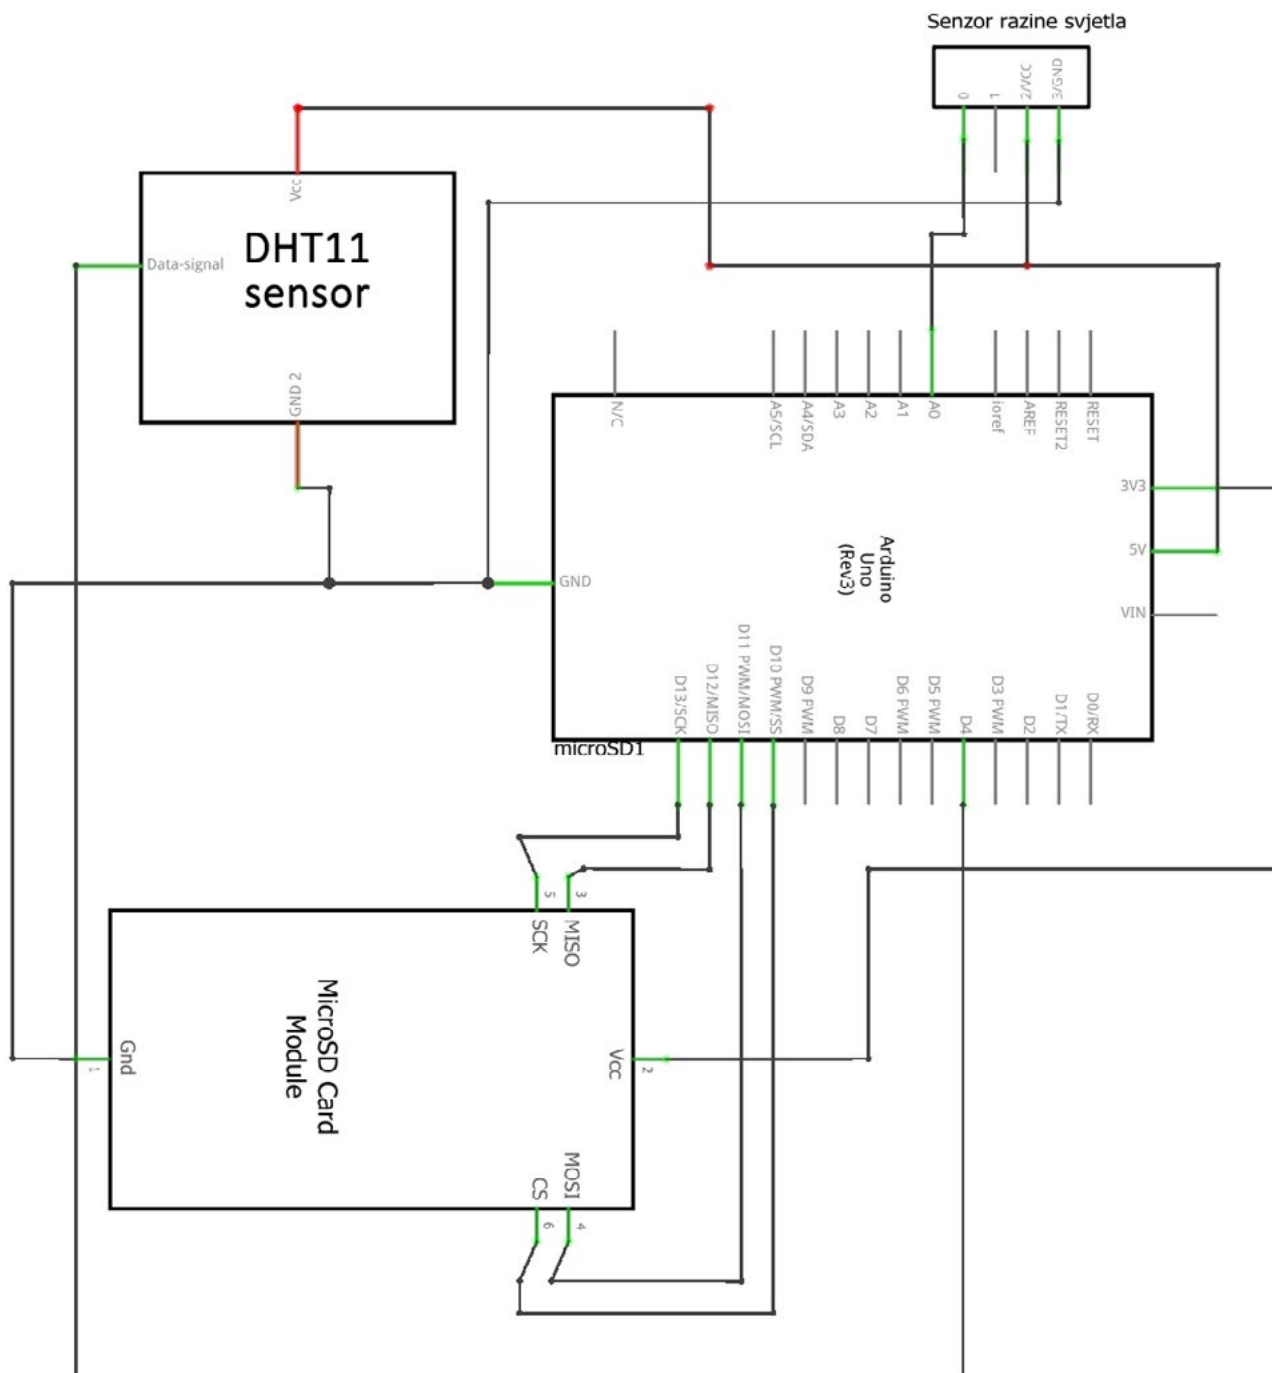 Senzor razine svjetla
0
1
2/VCC
3/GND
Vcc
DHT11
sensor
Data-signal
GND 2
N/C
A5/SCL
A4/SDA
A3
A2
A1
A0
ioref
AREF
RESET2
RESET
3V3
5V
VIN
GND
Arduino
Uno
(Rev3)
D13/SCK
D12/MISO
D11 PWM/MOSI
D10 PWM/SS
D9 PWM
D8
D7
D6 PWM
D5 PWM
D4
D3 PWM
D2
D1/TX
D0/RX
microSD1
5
3
SCK
MISO
MicroSD Card
Module
Gnd
1
Vcc
2
CS
MOSI
6
4